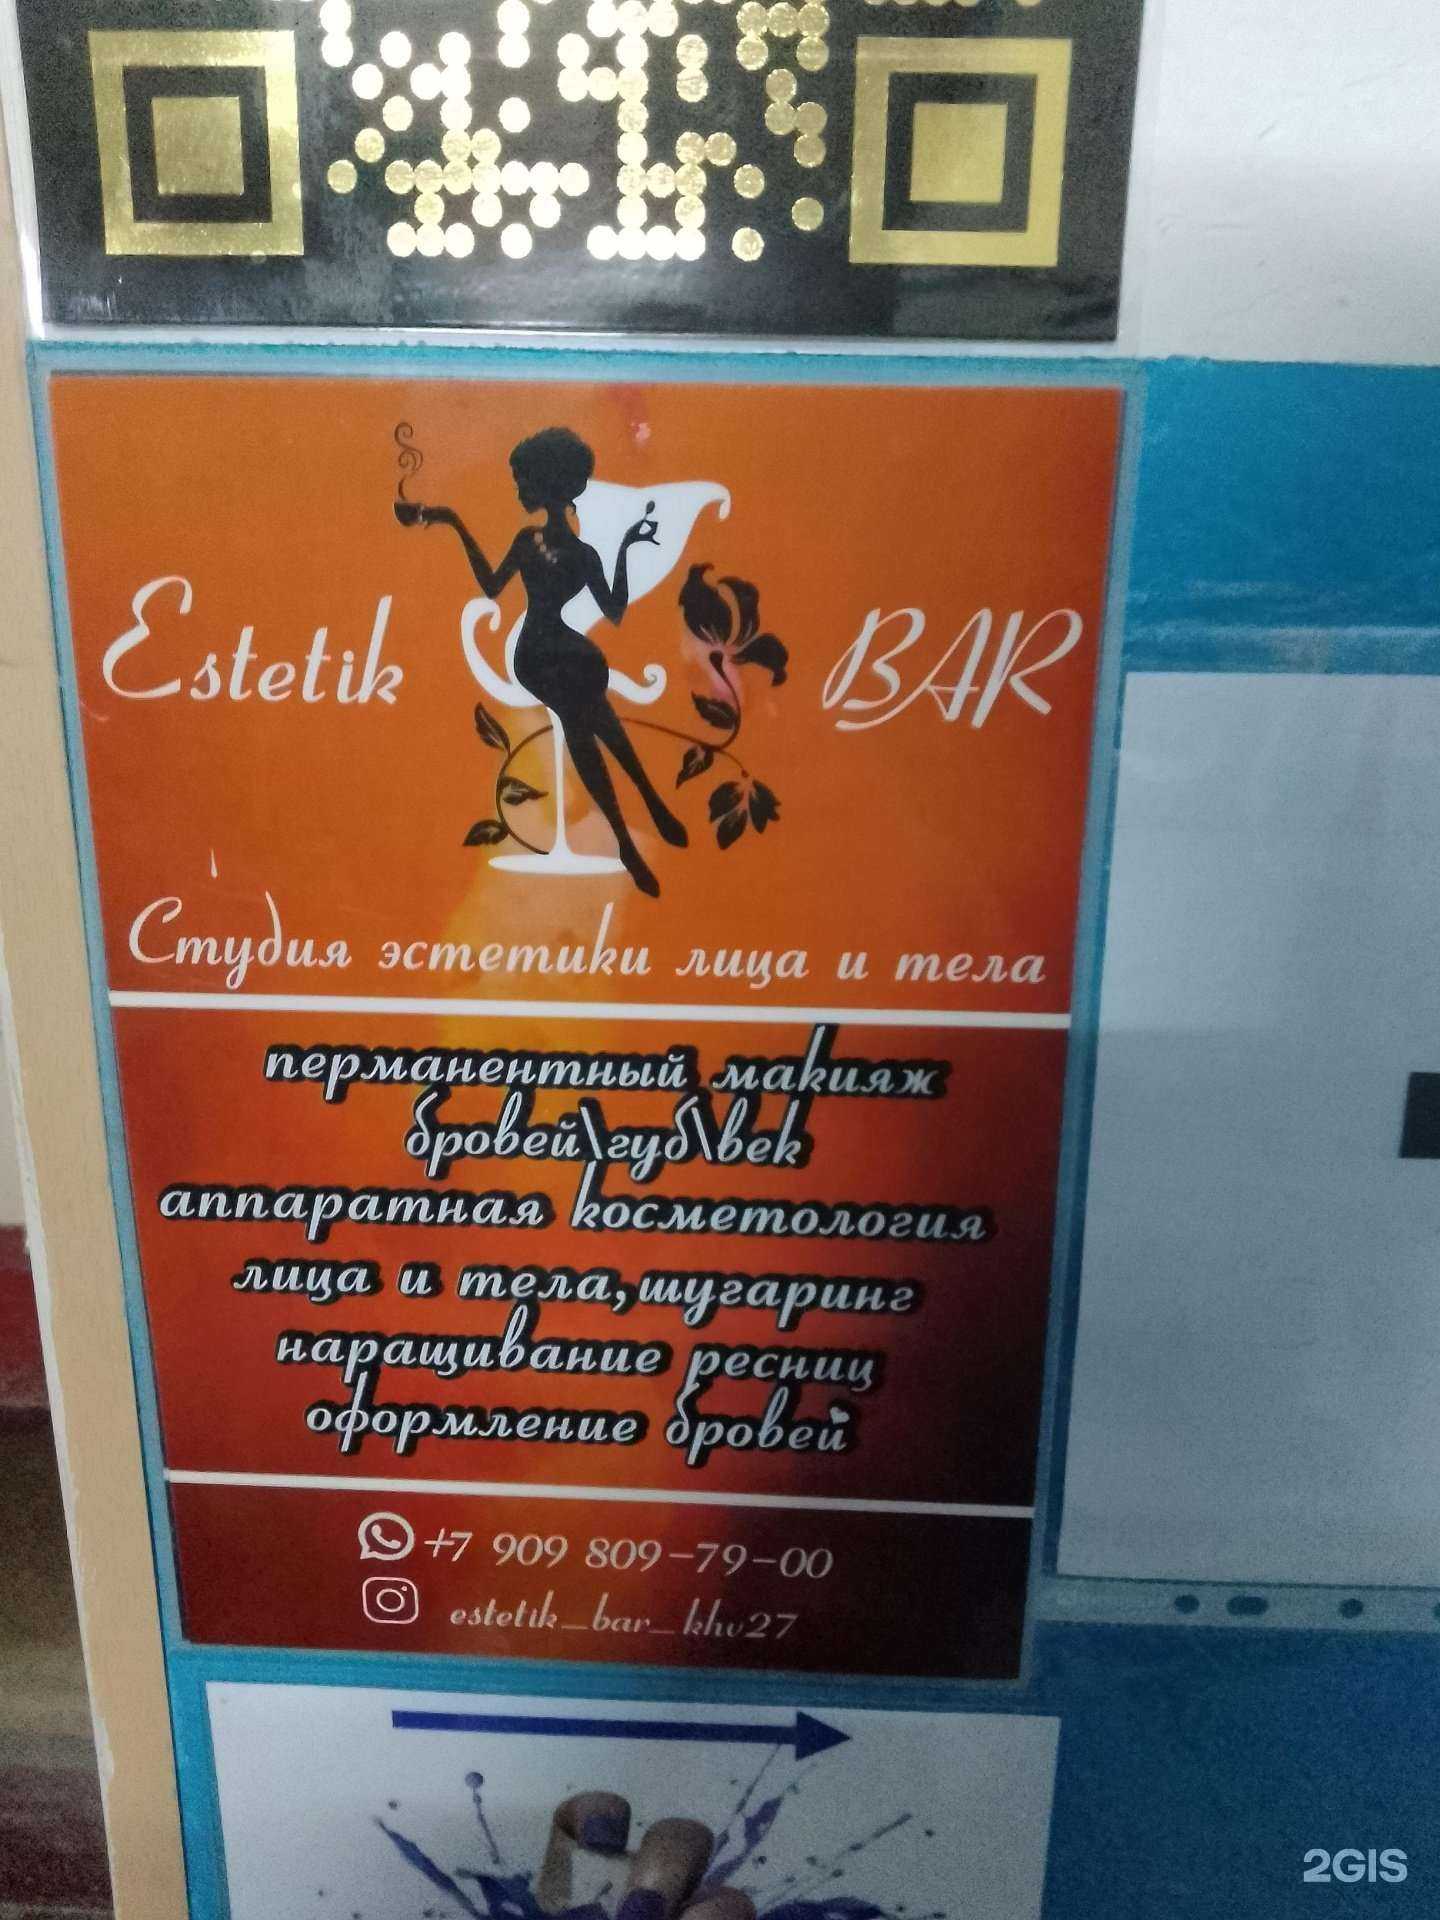 Estetik BAR
Студия эстетики лица и тела
перманентный макияж
бровей\губ\век
аппаратная косметология
лица и тела, шугаринг
наращивание ресниц
оформление бровей
+7 909 809-79-00
estetik_bar_khv27
2GIS